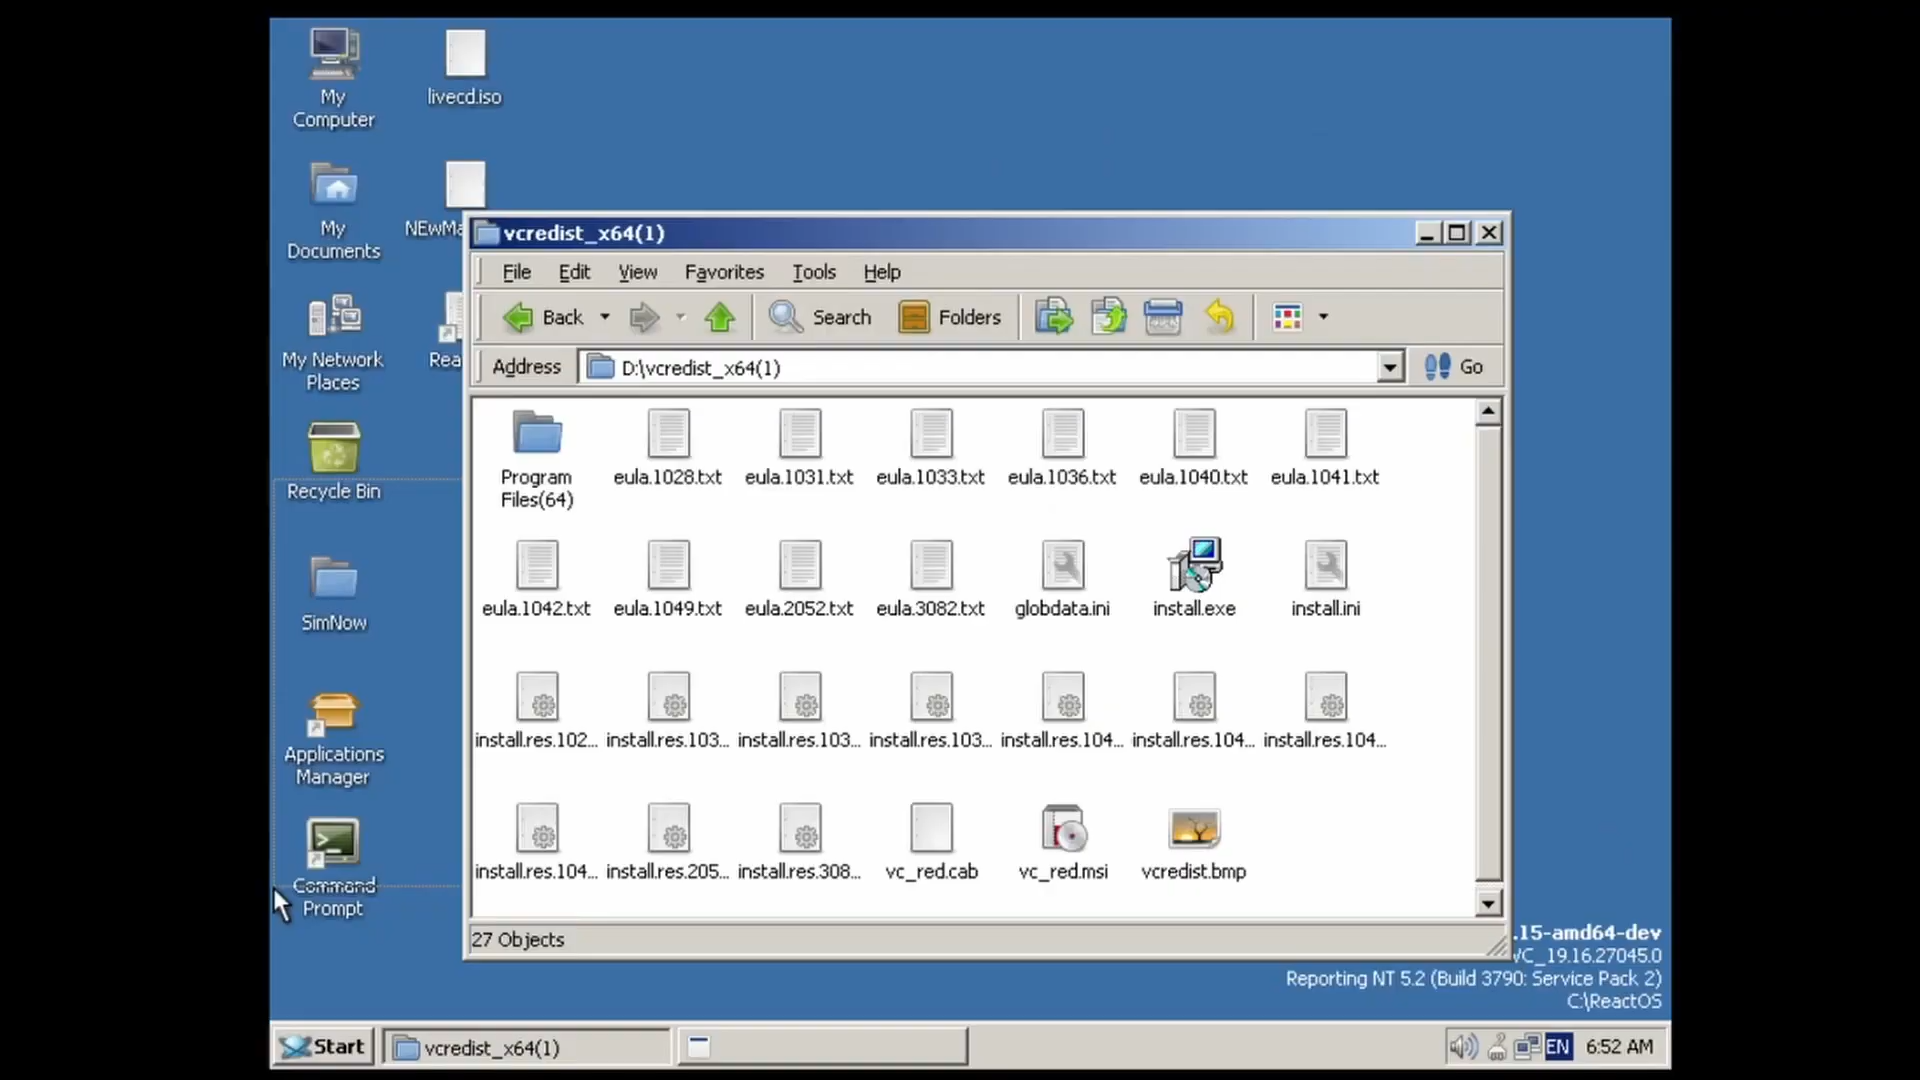 My
Computer
livecd.iso
My
Documents
NEwMa
My Network
Places
Rea
Recycle Bin
SimNow
Applications
Manager
Command
Prompt
vcredist_x64(1)
File Edit View Favorites Tools Help
Back Search Folders
Address D:\vcredist_x64(1) Go
Program
Files(64)
eula.1028.txt eula.1031.txt eula.1033.txt eula.1036.txt eula.1040.txt eula.1041.txt
eula.1042.txt eula.1049.txt eula.2052.txt eula.3082.txt globdata.ini install.exe install.ini
install.res.102... install.res.103... install.res.103... install.res.103... install.res.104... install.res.104... install.res.104...
install.res.104... install.res.205... install.res.308... vc_red.cab vc_red.msi vcredist.bmp
27 Objects
.15-amd64-dev
VC_19.16.27045.0
Reporting NT 5.2 (Build 3790: Service Pack 2)
C:\ReactOS
Start vcredist_x64(1) EN 6:52 AM